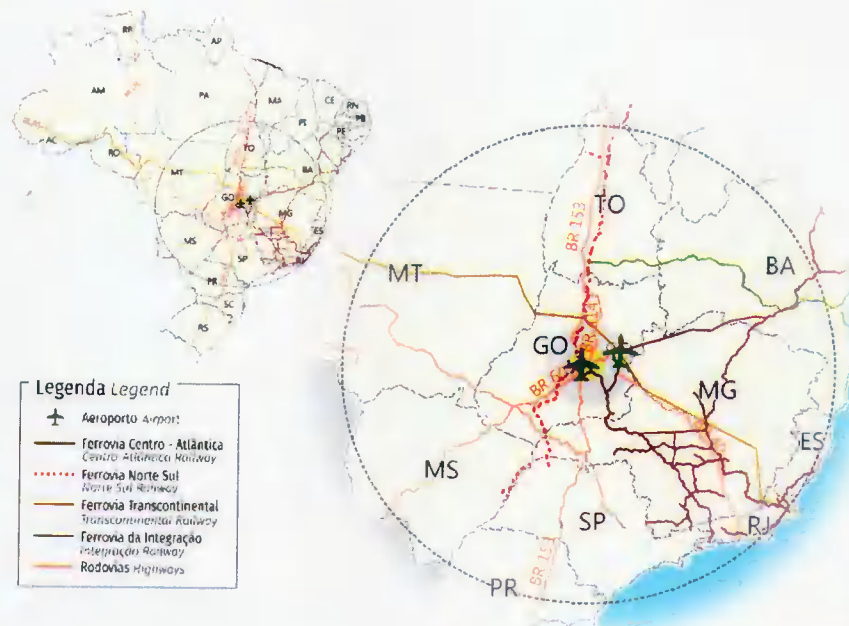 RR
AP
AM
PA
MA
CE
RN
PB
PI
PE
AC
TO
RO
MT
BA
GO
MG
ES
MS
SP
RJ
PR
SC
RS
TO
BR 153
MT
BA
GO
MG
ES
MS
SP
RJ
BR 153
PR
Legenda Legend
Aeroporto Airport
Ferrovia Centro - Atlântica
Centro Atlântica Railway
Ferrovia Norte Sul
Norte Sul Railway
Ferrovia Transcontinental
Transcontinental Railway
Ferrovia da Integração
Integração Railway
Rodovias Highways